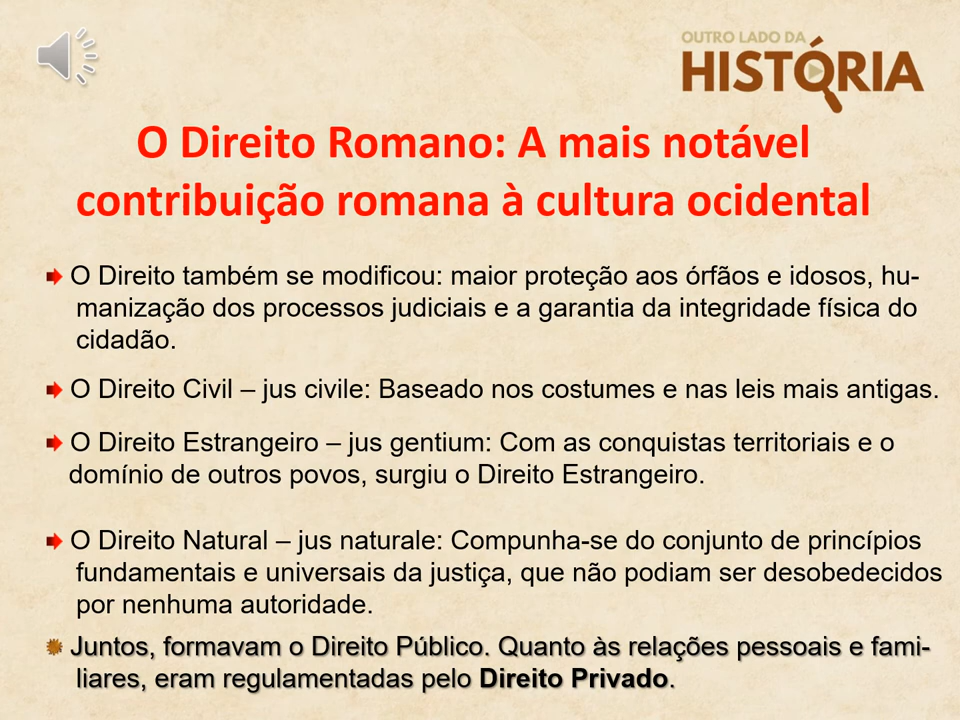 OUTRO LADO DA
HISTÓRIA
O Direito Romano: A mais notável
contribuição romana à cultura ocidental
O Direito também se modificou: maior proteção aos órfãos e idosos, hu-
manização dos processos judiciais e a garantia da integridade física do
cidadão.
O Direito Civil – jus civile: Baseado nos costumes e nas leis mais antigas.
O Direito Estrangeiro – jus gentium: Com as conquistas territoriais e o
domínio de outros povos, surgiu o Direito Estrangeiro.
O Direito Natural – jus naturale: Compunha-se do conjunto de princípios
fundamentais e universais da justiça, que não podiam ser desobedecidos
por nenhuma autoridade.
Juntos, formavam o Direito Público. Quanto às relações pessoais e fami-
liares, eram regulamentadas pelo Direito Privado.